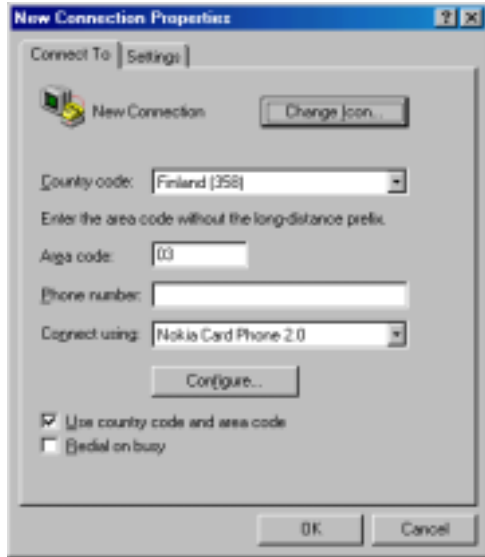 New Connection Properties
Connect To Settings
New Connection Change Icon...
Country code: Finland (358)
Enter the area code without the long-distance prefix.
Area code: 03
Phone number:
Connect using: Nokia Card Phone 2.0
Configure...
Use country code and area code
Redial on busy
OK Cancel